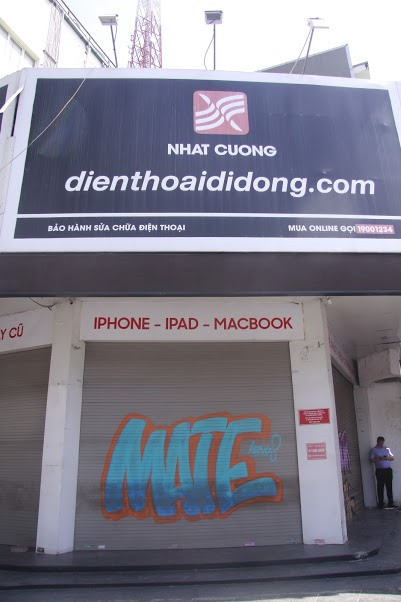 NHAT CUONG
dienthoaididong.com
BẢO HÀNH SỬA CHỮA ĐIỆN THOẠI
MUA ONLINE GỌI 19001234
Y CŨ
IPHONE - IPAD - MACBOOK
MATE